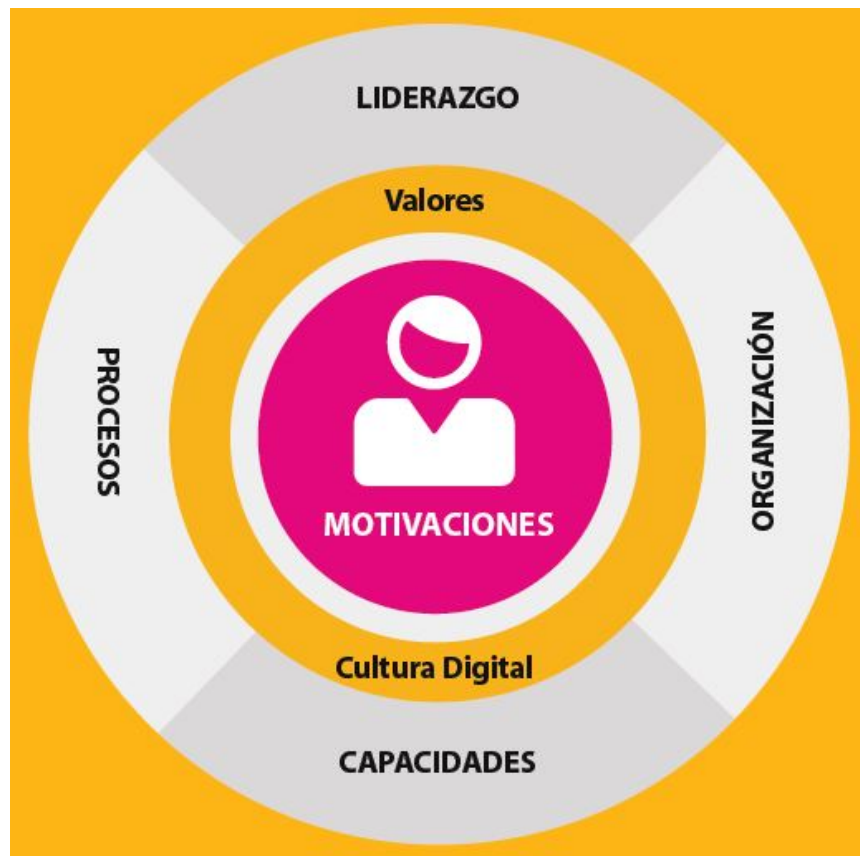 LIDERAZGO
Valores
PROCESOS
ORGANIZACIÓN
MOTIVACIONES
Cultura Digital
CAPACIDADES